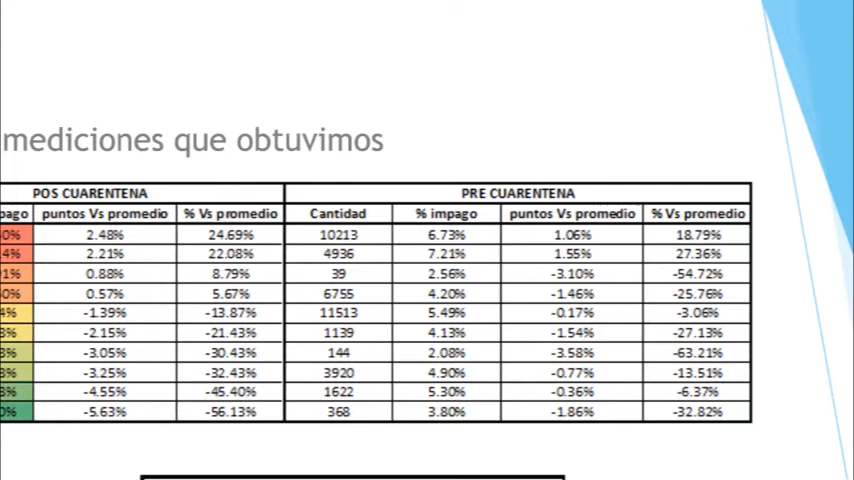 mediciones que obtuvimos
POS CUARENTENA PRE CUARENTENA
puntos Vs promedio % Vs promedio Cantidad % impago puntos Vs promedio % Vs promedio
2.48% 24.69% 10213 6.73% 1.06% 18.79%
2.21% 22.08% 4936 7.21% 1.55% 27.36%
0.88% 8.79% 39 2.56% -3.10% -54.72%
0.57% 5.67% 6755 4.20% -1.46% -25.76%
-1.39% -13.87% 11513 5.49% -0.17% -3.06%
-2.15% -21.43% 1139 4.13% -1.54% -27.13%
-3.05% -30.43% 144 2.08% -3.58% -63.21%
-3.25% -32.43% 3920 4.90% -0.77% -13.51%
-4.55% -45.40% 1622 5.30% -0.36% -6.37%
-5.63% -56.13% 368 3.80% -1.86% -32.82%